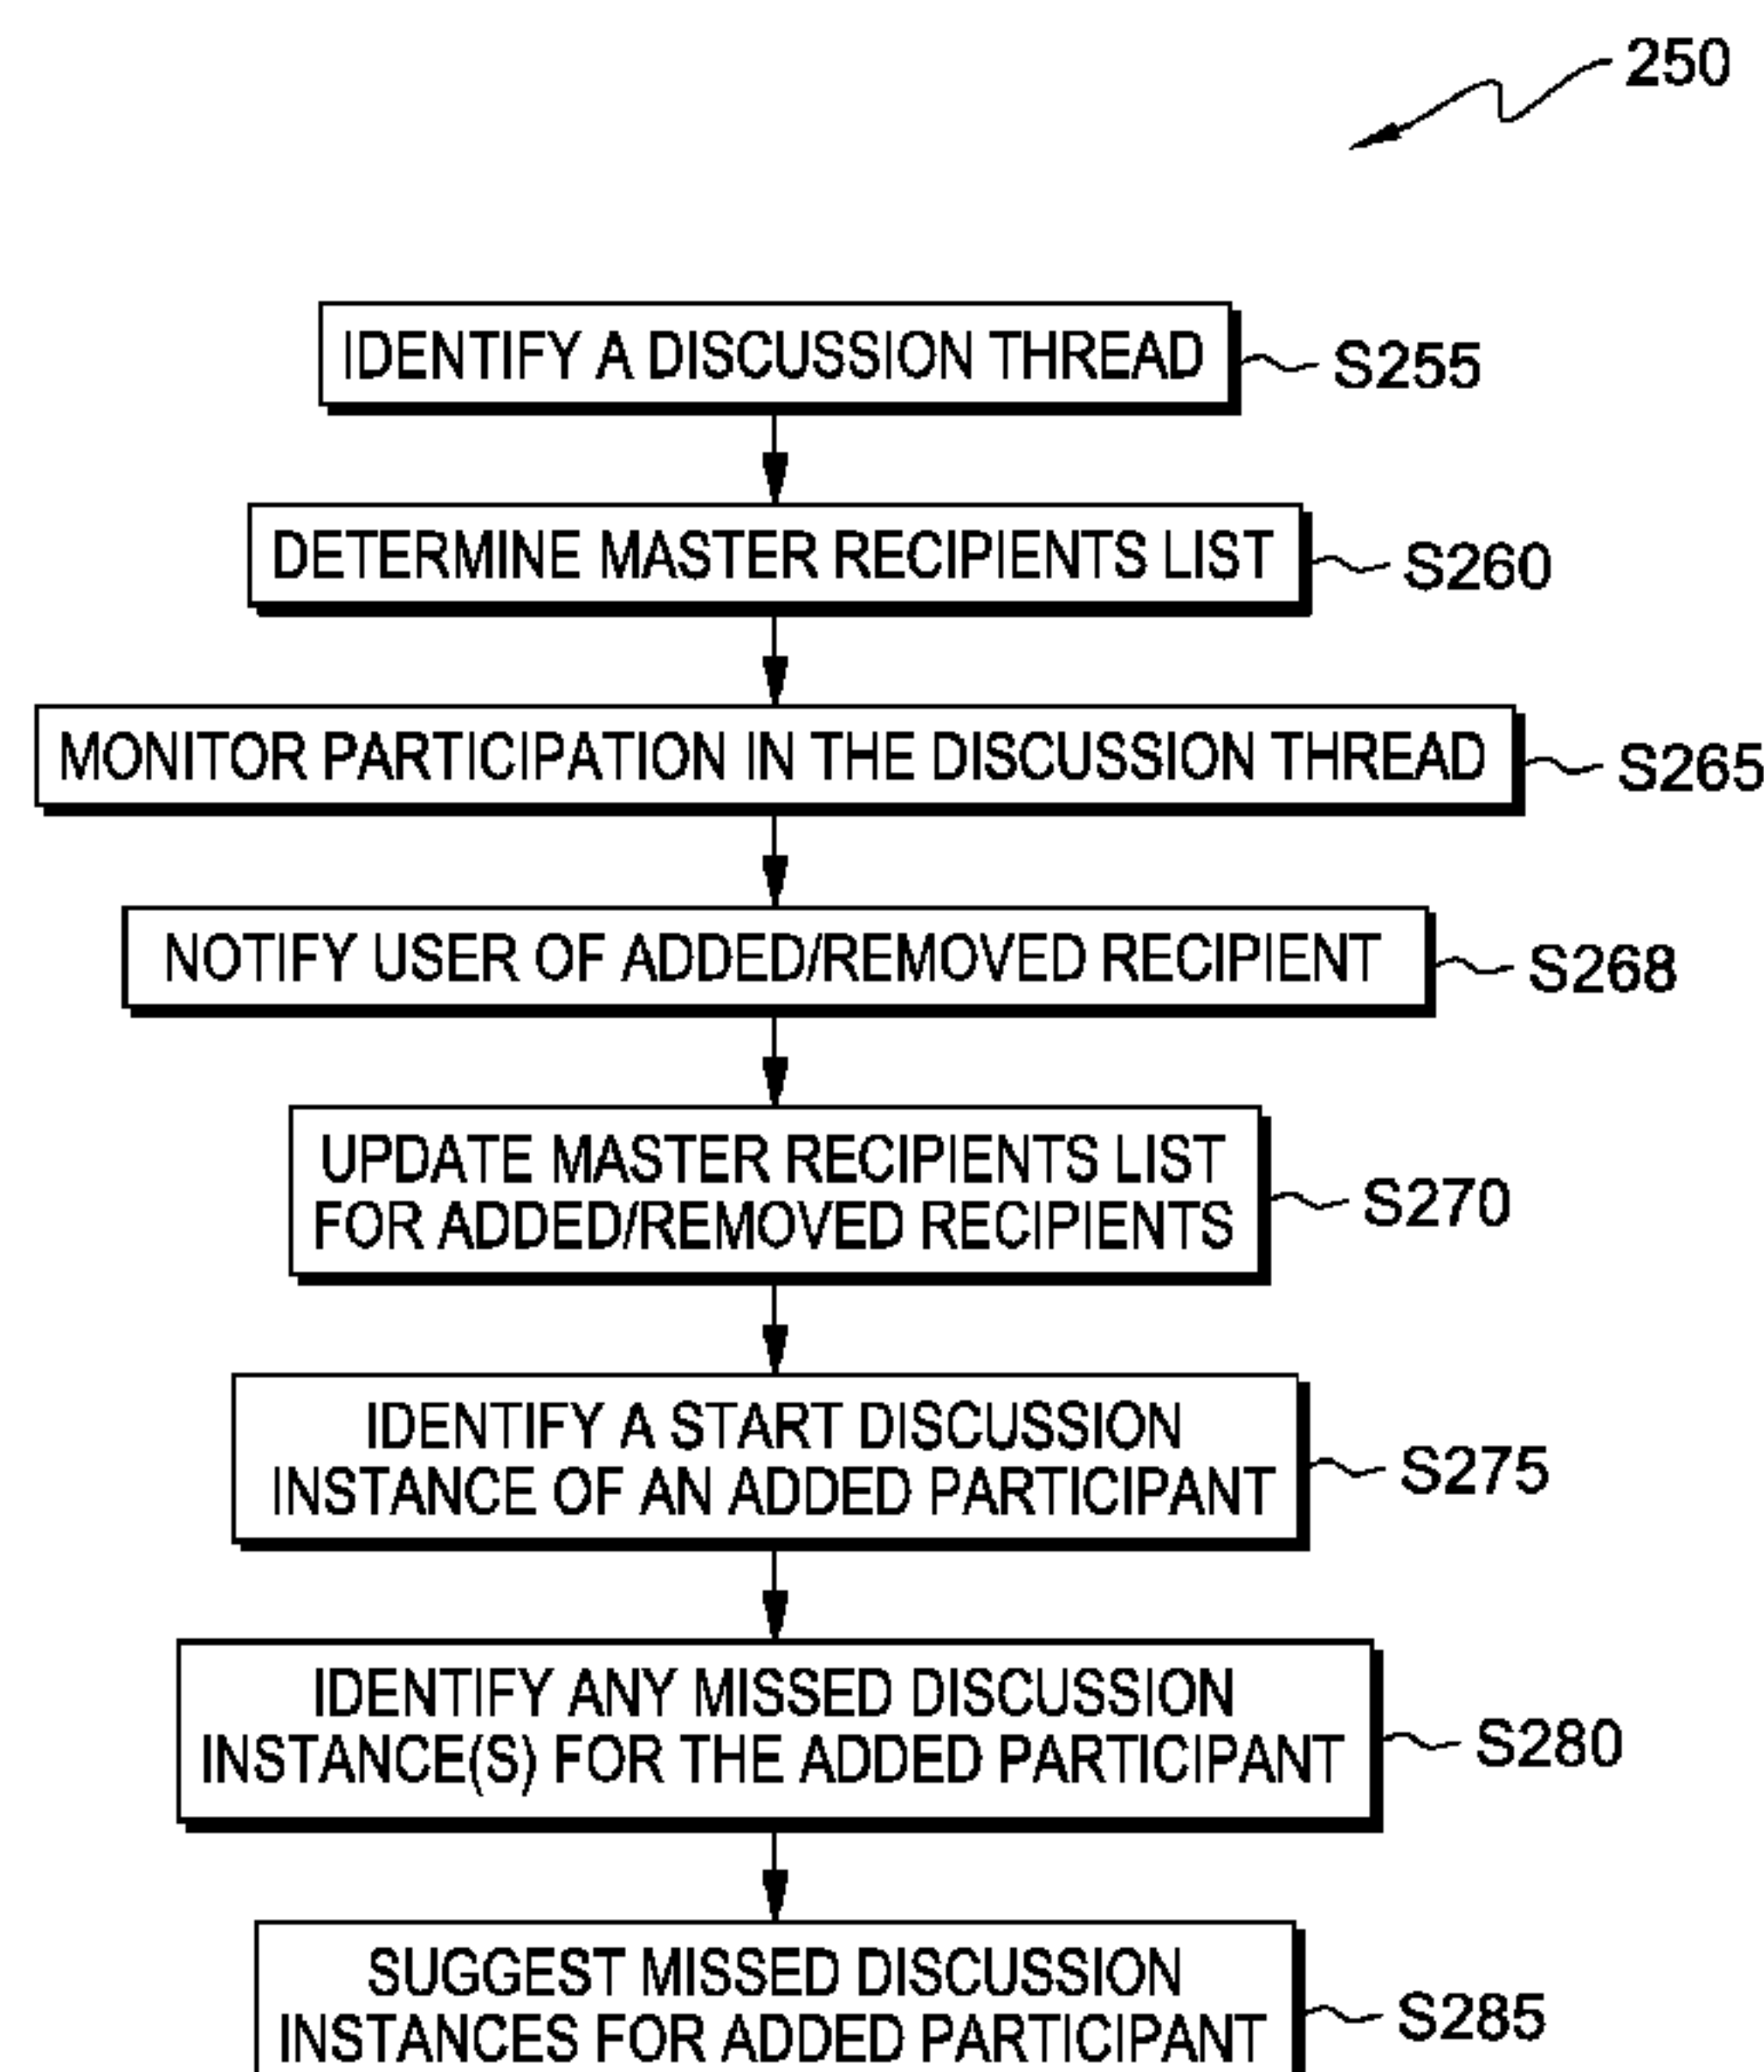 250
IDENTIFY A DISCUSSION THREAD
S255
DETERMINE MASTER RECIPIENTS LIST
S260
MONITOR PARTICIPATION IN THE DISCUSSION THREAD
S265
NOTIFY USER OF ADDED/REMOVED RECIPIENT
S268
UPDATE MASTER RECIPIENTS LIST
FOR ADDED/REMOVED RECIPIENTS
S270
IDENTIFY A START DISCUSSION
INSTANCE OF AN ADDED PARTICIPANT
S275
IDENTIFY ANY MISSED DISCUSSION
INSTANCE(S) FOR THE ADDED PARTICIPANT
S280
SUGGEST MISSED DISCUSSION
INSTANCES FOR ADDED PARTICIPANT
S285